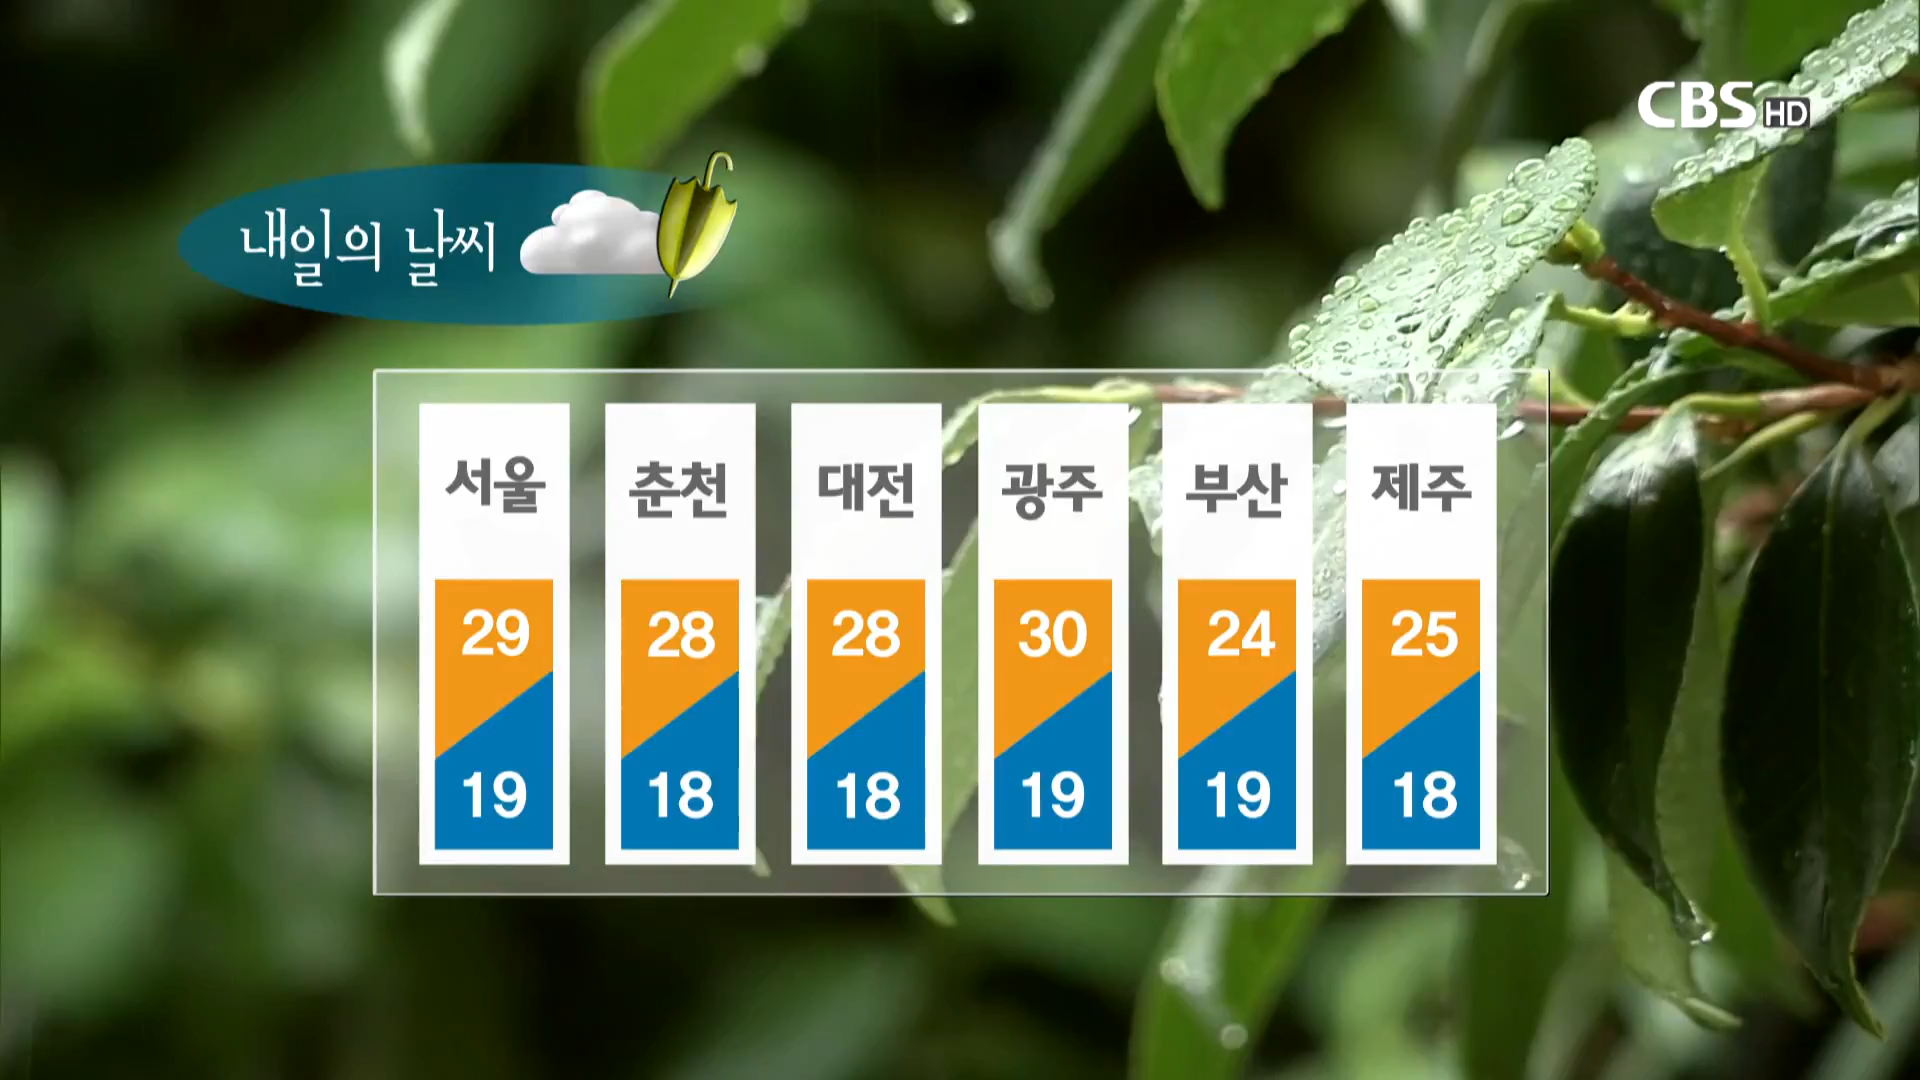 CBS HD
내일의 날씨
서울 춘천 대전 광주 부산 제주
29 28 28 30 24 25
19 18 18 19 19 18